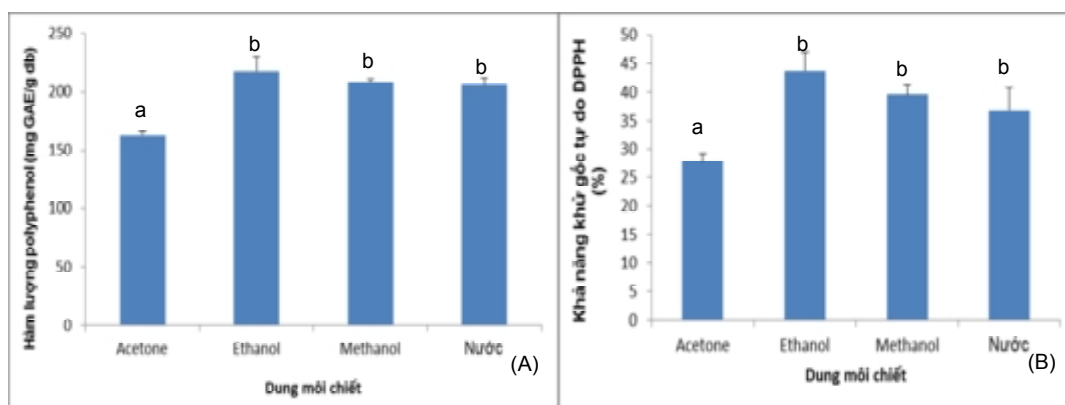 Hàm lượng polyphenol (mg GAE/g db)
250
200
150
100
50
0
a
b
b
b
Acetone
Ethanol
Methanol
Nước
(A)
Dung môi chiết
Khả năng khử gốc tự do DPPH
(%)
50
45
40
35
30
25
20
15
10
5
0
a
b
b
b
Acetone
Ethanol
Methanol
Nước
(B)
Dung môi chiết